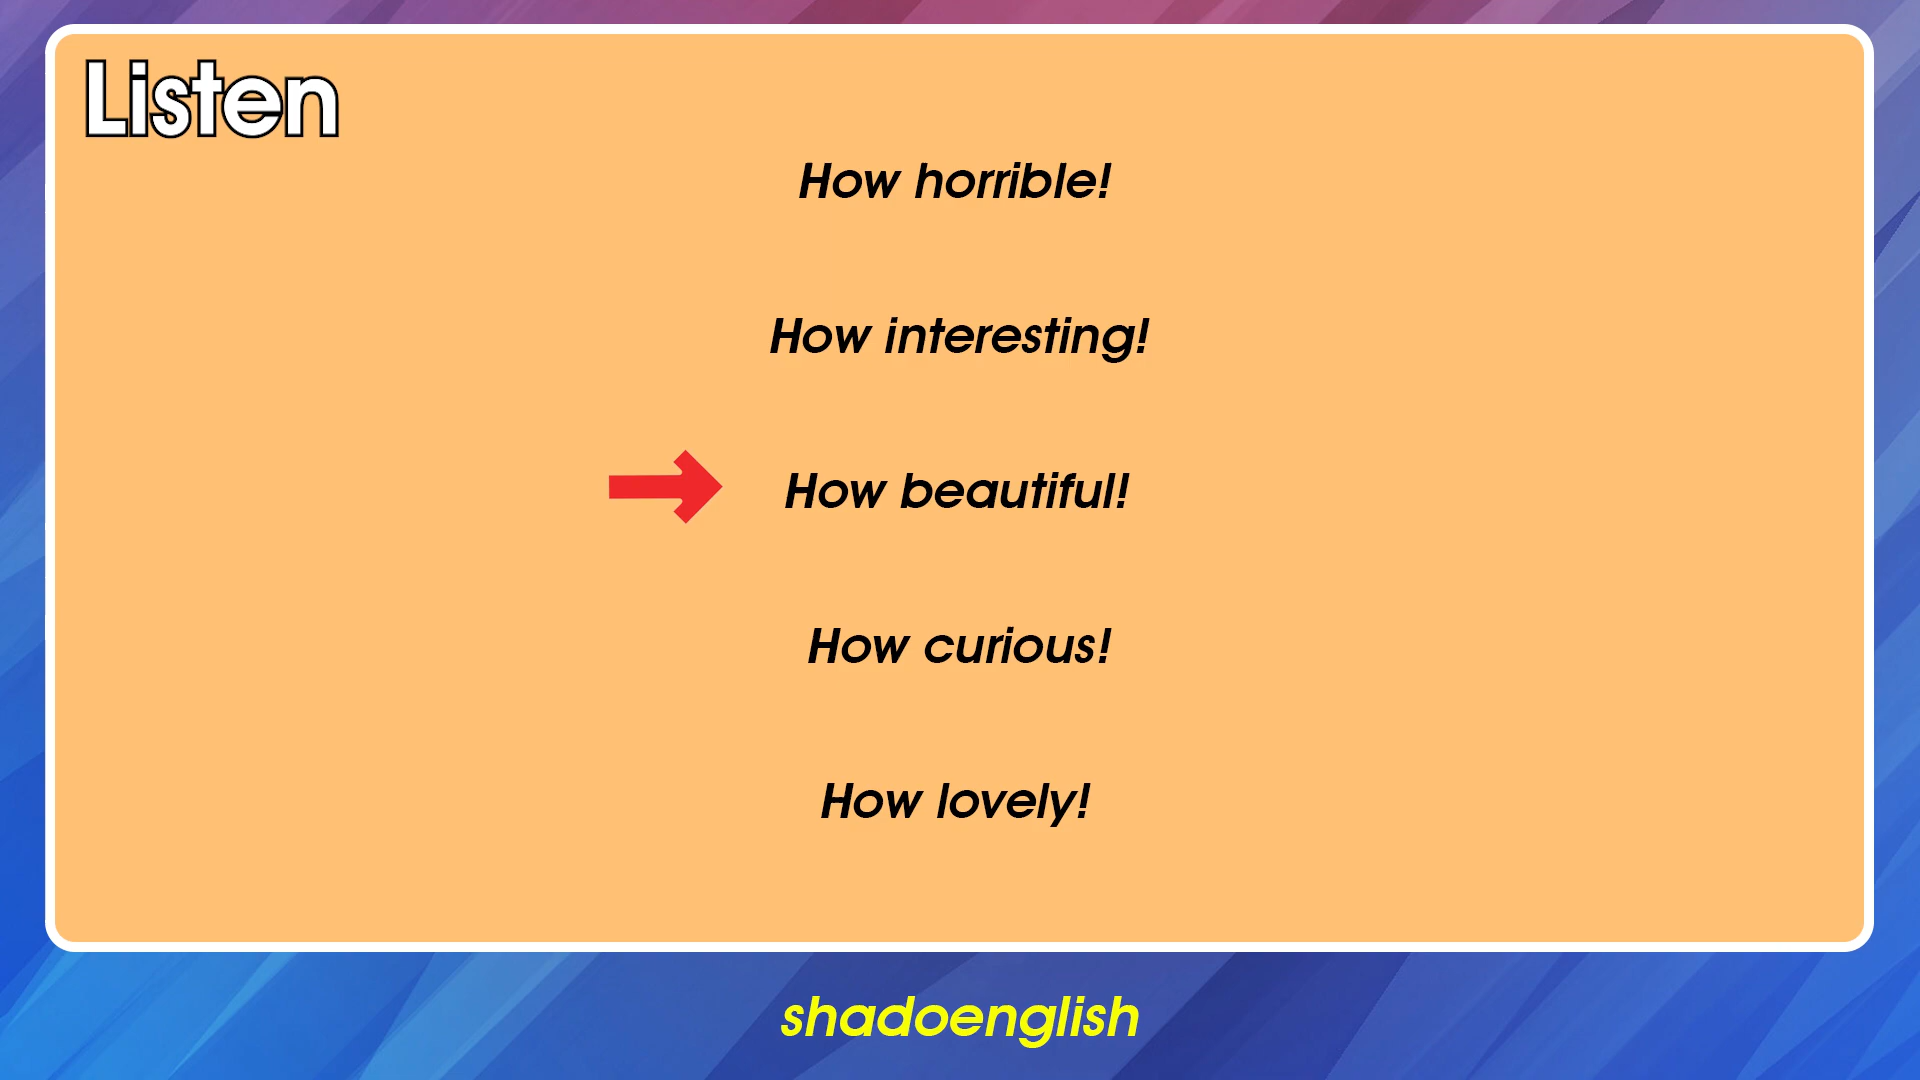 Listen
How horrible!
How interesting!
How beautiful!
How curious!
How lovely!
shadoenglish